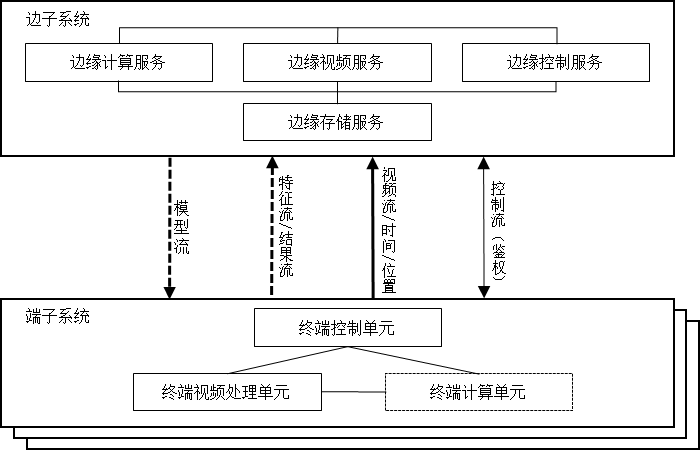 边子系统
边缘计算服务
边缘视频服务
边缘控制服务
边缘存储服务
模型流
特征流/结果流
视频流/时间/位置
控制流（鉴权）
端子系统
终端控制单元
终端视频处理单元
终端计算单元